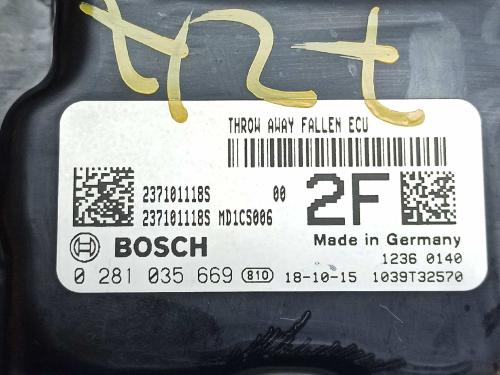 THROW AWAY FALLEN ECU
237101118S 00
237101118S MD1CS006
2F
BOSCH
Made in Germany
1236 0140
0 281 035 669 810 18-10-15 1039T32570